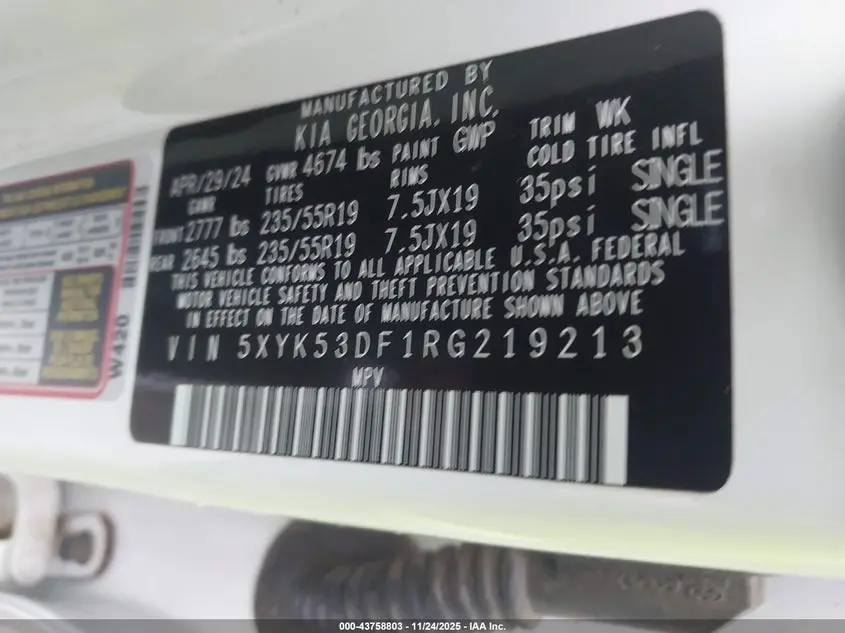 MANUFACTURED BY
KIA GEORGIA, INC.
APR/29/24 GVWR 4674 lbs PAINT GWP TRIM WK
GAWR TIRES RIMS COLD TIRE INFL
FRONT 2777 lbs 235/55R19 7.5JX19 35psi SINGLE
REAR 2645 lbs 235/55R19 7.5JX19 35psi SINGLE
THIS VEHICLE CONFORMS TO ALL APPLICABLE U.S.A. FEDERAL
MOTOR VEHICLE SAFETY AND THEFT PREVENTION STANDARDS
IN EFFECT ON THE DATE OF MANUFACTURE SHOWN ABOVE
VIN 5XYK53DF1RG219213
MPV
W420
000-43758803 - 11/24/2025 - IAA Inc.